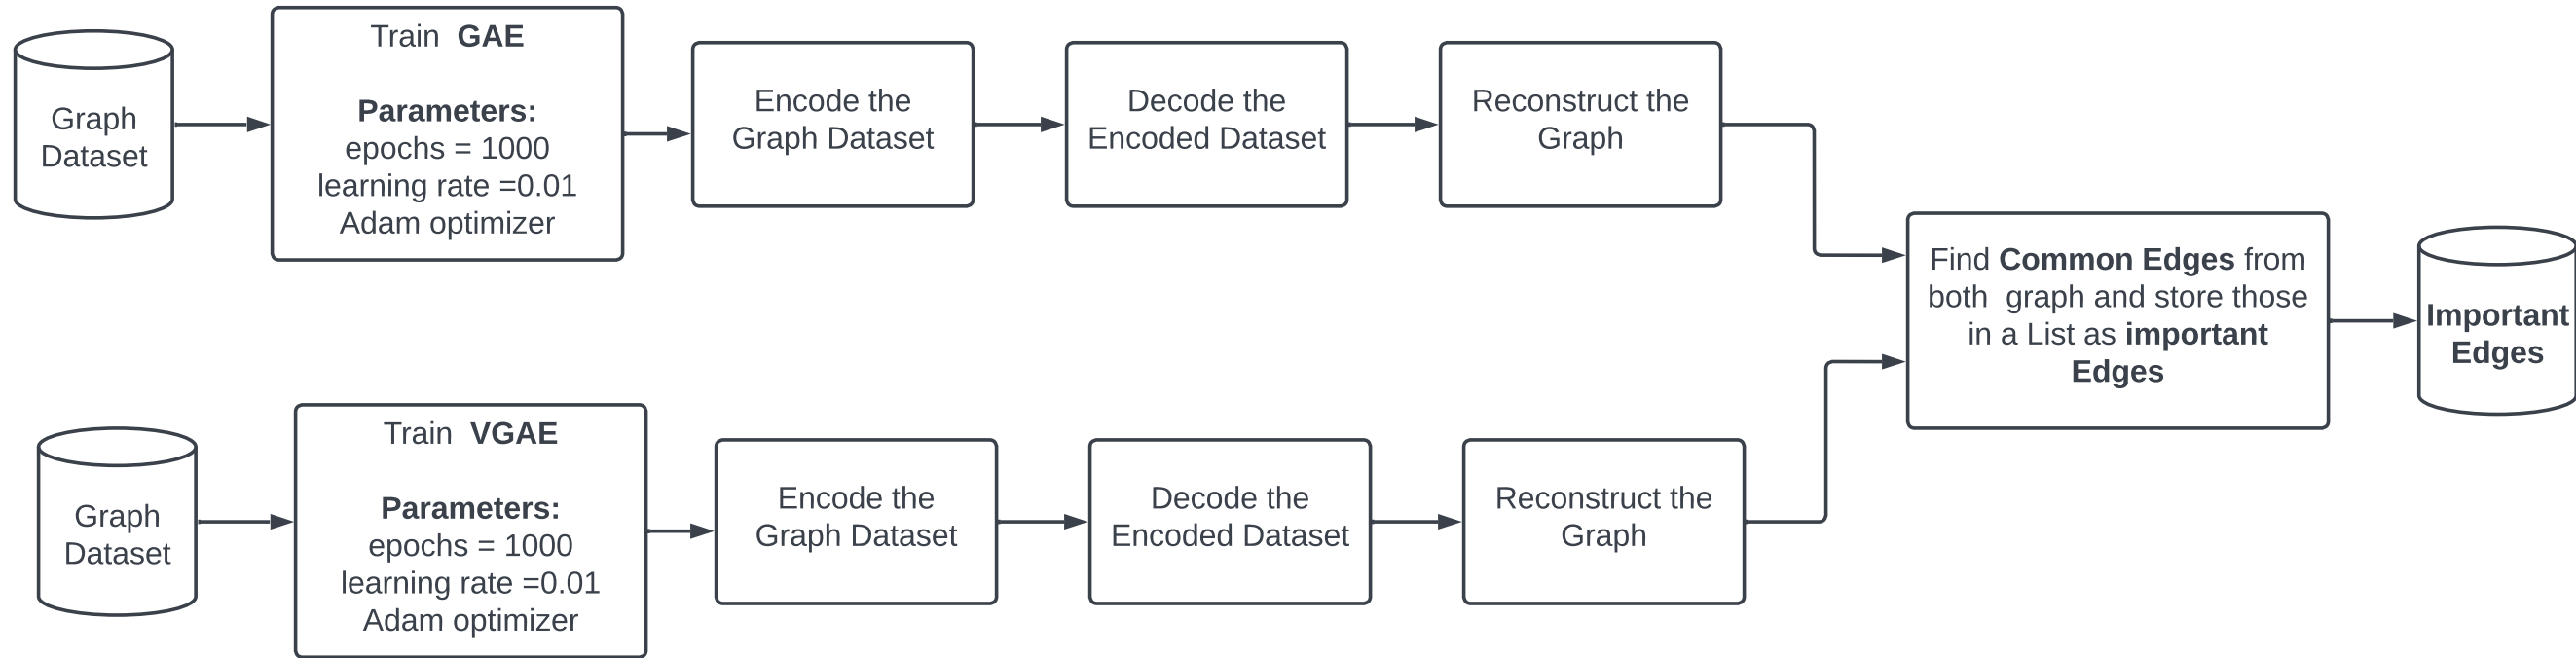 Graph
Dataset
Train  GAE
Parameters:
epochs = 1000
learning rate =0.01
Adam optimizer
Encode the
Graph Dataset
Decode the
Encoded Dataset
Reconstruct the
Graph
Graph
Dataset
Train  VGAE
Parameters:
epochs = 1000
learning rate =0.01
Adam optimizer
Encode the
Graph Dataset
Decode the
Encoded Dataset
Reconstruct the
Graph
Find Common Edges from
both  graph and store those
in a List as important
Edges
Important
Edges